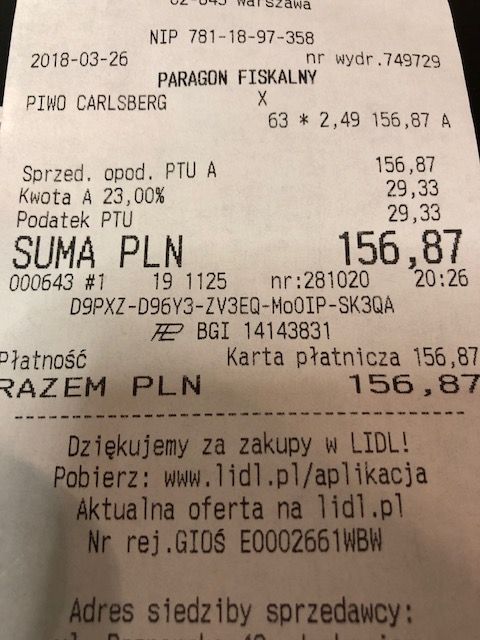 02-845 Warszawa
NIP 781-18-97-358
2018-03-26 nr wydr.749729
PARAGON FISKALNY
PIWO CARLSBERG X
63 * 2,49 156,87 A
Sprzed. opod. PTU A 156,87
Kwota A 23,00% 29,33
Podatek PTU 29,33
SUMA PLN 156,87
000643 #1 19 1125 nr:281020 20:26
D9PXZ-D96Y3-ZV3EQ-MoOIP-SK3QA
BGI 14143831
Płatność Karta płatnicza 156,87
RAZEM PLN 156,87
Dziękujemy za zakupy w LIDL!
Pobierz: www.lidl.pl/aplikacja
Aktualna oferta na lidl.pl
Nr rej.GIOŚ E0002661WBW
Adres siedziby sprzedawcy: